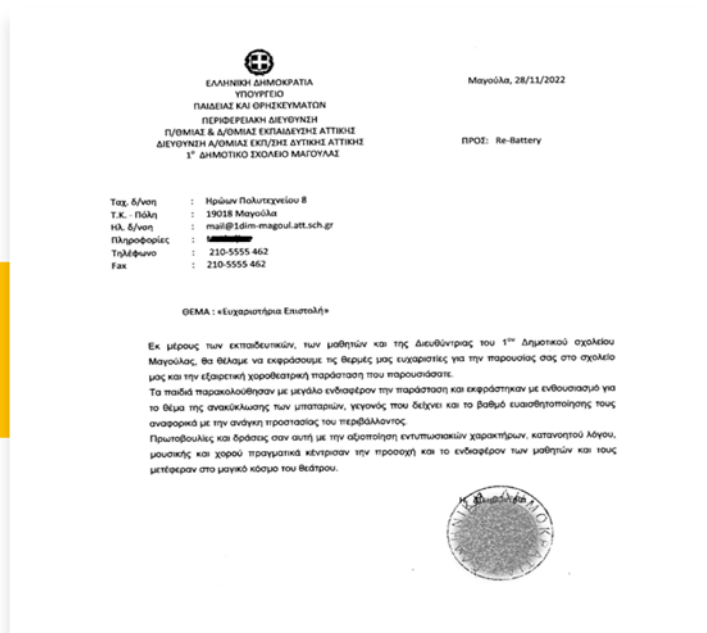 ΕΛΛΗΝΙΚΗ ΔΗΜΟΚΡΑΤΙΑ
ΥΠΟΥΡΓΕΙΟ
ΠΑΙΔΕΙΑΣ ΚΑΙ ΘΡΗΣΚΕΥΜΑΤΩΝ
ΠΕΡΙΦΕΡΕΙΑΚΗ ΔΙΕΥΘΥΝΣΗ
Π/ΘΜΙΑΣ & Δ/ΘΜΙΑΣ ΕΚΠΑΙΔΕΥΣΗΣ ΑΤΤΙΚΗΣ
ΔΙΕΥΘΥΝΣΗ Α/ΘΜΙΑΣ ΕΚΠ/ΣΗΣ ΔΥΤΙΚΗΣ ΑΤΤΙΚΗΣ
1° ΔΗΜΟΤΙΚΟ ΣΧΟΛΕΙΟ ΜΑΓΟΥΛΑΣ
Μαγούλα, 28/11/2022
ΠΡΟΣ: Re-Battery
Ταχ. δ/νση : Ηρώων Πολυτεχνείου 8
Τ.Κ. - Πόλη : 19018 Μαγούλα
Ηλ. δ/νση : mail@1dim-magoul.att.sch.gr
Πληροφορίες :
Τηλέφωνο : 210-5555 462
Fax : 210-5555 462
ΘΕΜΑ : «Ευχαριστήρια Επιστολή»
Εκ μέρους των εκπαιδευτικών, των μαθητών και της Διευθύντριας του 1ου Δημοτικού σχολείου
Μαγούλας, θα θέλαμε να εκφράσουμε τις θερμές μας ευχαριστίες για την παρουσίας σας στο σχολείο
μας και την εξαιρετική χοροθεατρική παράσταση που παρουσιάσατε.
Τα παιδιά παρακολούθησαν με μεγάλο ενδιαφέρον την παράσταση και εκφράστηκαν με ενθουσιασμό για
το θέμα της ανακύκλωσης των μπαταριών, γεγονός που δείχνει και το βαθμό ευαισθητοποίησης τους
αναφορικά με την ανάγκη προστασίας του περιβάλλοντος.
Πρωτοβουλίες και δράσεις σαν αυτή με την αξιοποίηση εντυπωσιακών χαρακτήρων, κατανοητού λόγου,
μουσικής και χορού πραγματικά κέντρισαν την προσοχή και το ενδιαφέρον των μαθητών και τους
μετέφεραν στο μαγικό κόσμο του θεάτρου.